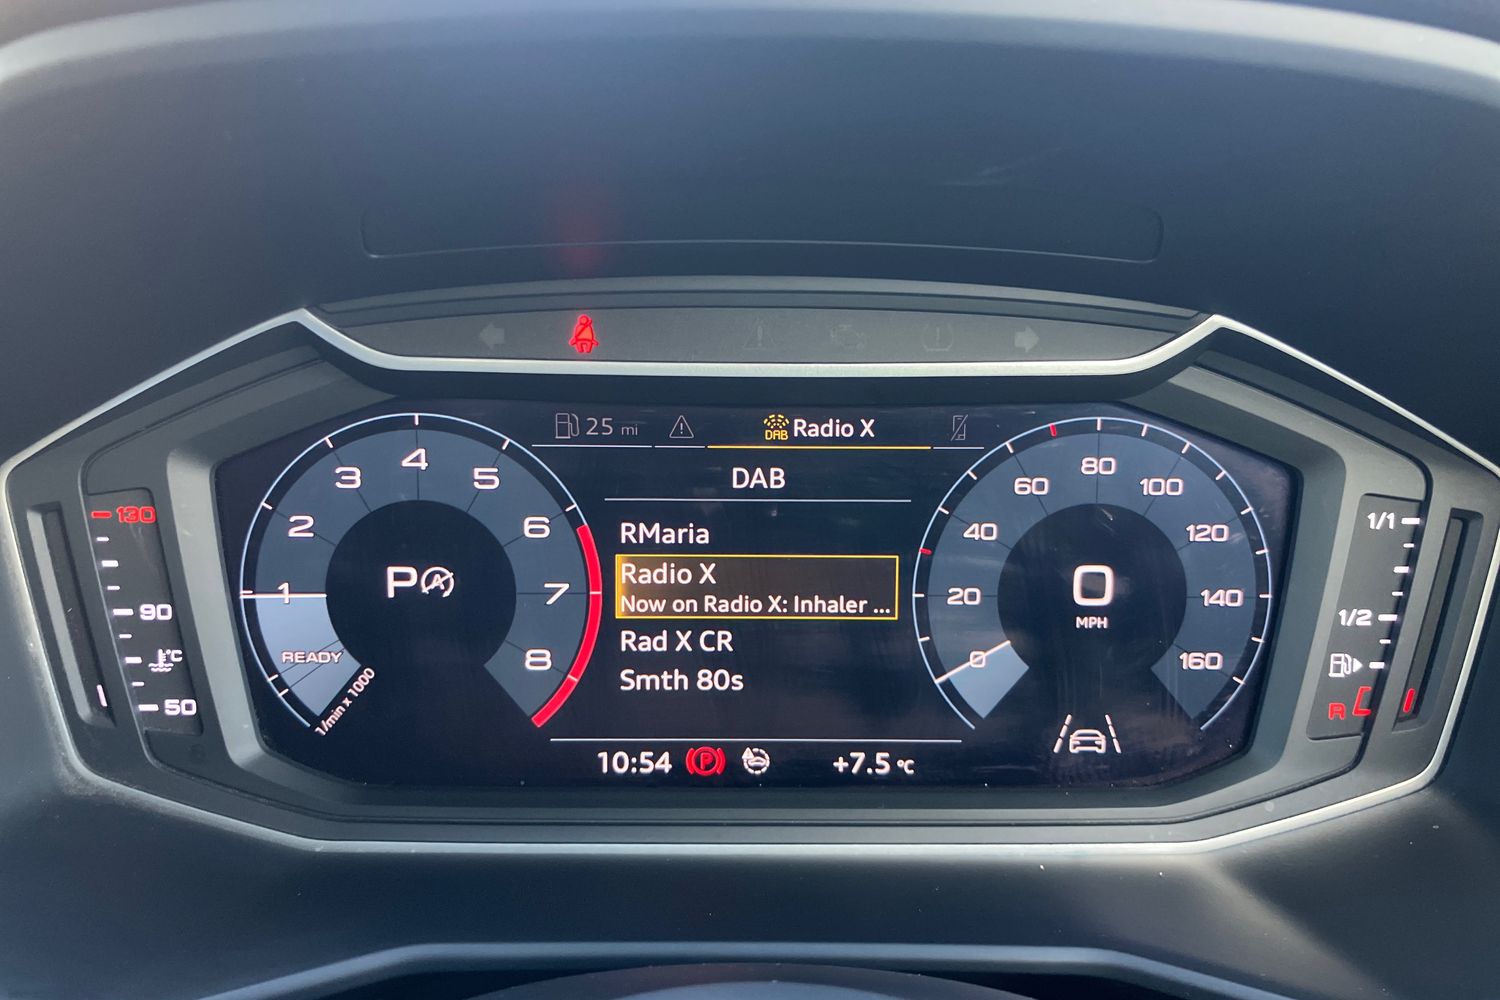 25 mi
DAB Radio X
DAB
RMaria
Radio X
Now on Radio X: Inhaler ...
Rad X CR
Smth 80s
10:54
P
+7.5 °C
1
2
3
4
5
6
7
8
READY
1/min x 1000
P
A
0
20
40
60
80
100
120
140
160
0
MPH
130
90
°C
50
1/1
1/2
R